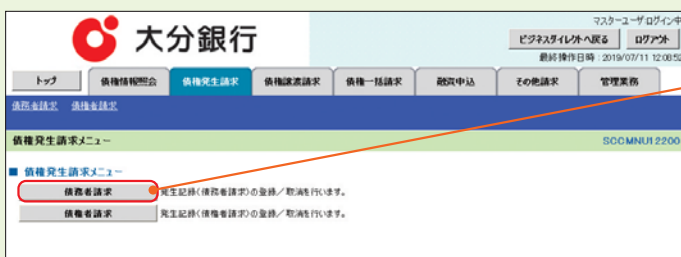 マスターユーザ ログイン中
大分銀行
ビジネスダイレクトへ戻る ログアウト
最終操作日時：2019/07/11 12:08:52
トップ 債権情報照会 債権発生請求 債権譲渡請求 債権一括請求 融資申込 その他請求 管理業務
債務者請求 債権者請求
債権発生請求メニュー SCCMNU12200
■ 債権発生請求メニュー
債務者請求 発生記録(債務者請求)の登録／取消を行います。
債権者請求 発生記録(債権者請求)の登録／取消を行います。